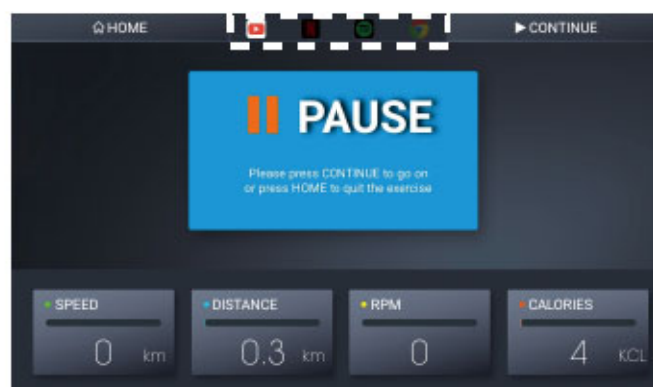 HOME
CONTINUE
PAUSE
Please press CONTINUE to go on
or press HOME to quit the exercise
SPEED
DISTANCE
RPM
CALORIES
0 km
0.3 km
0
4 KCL